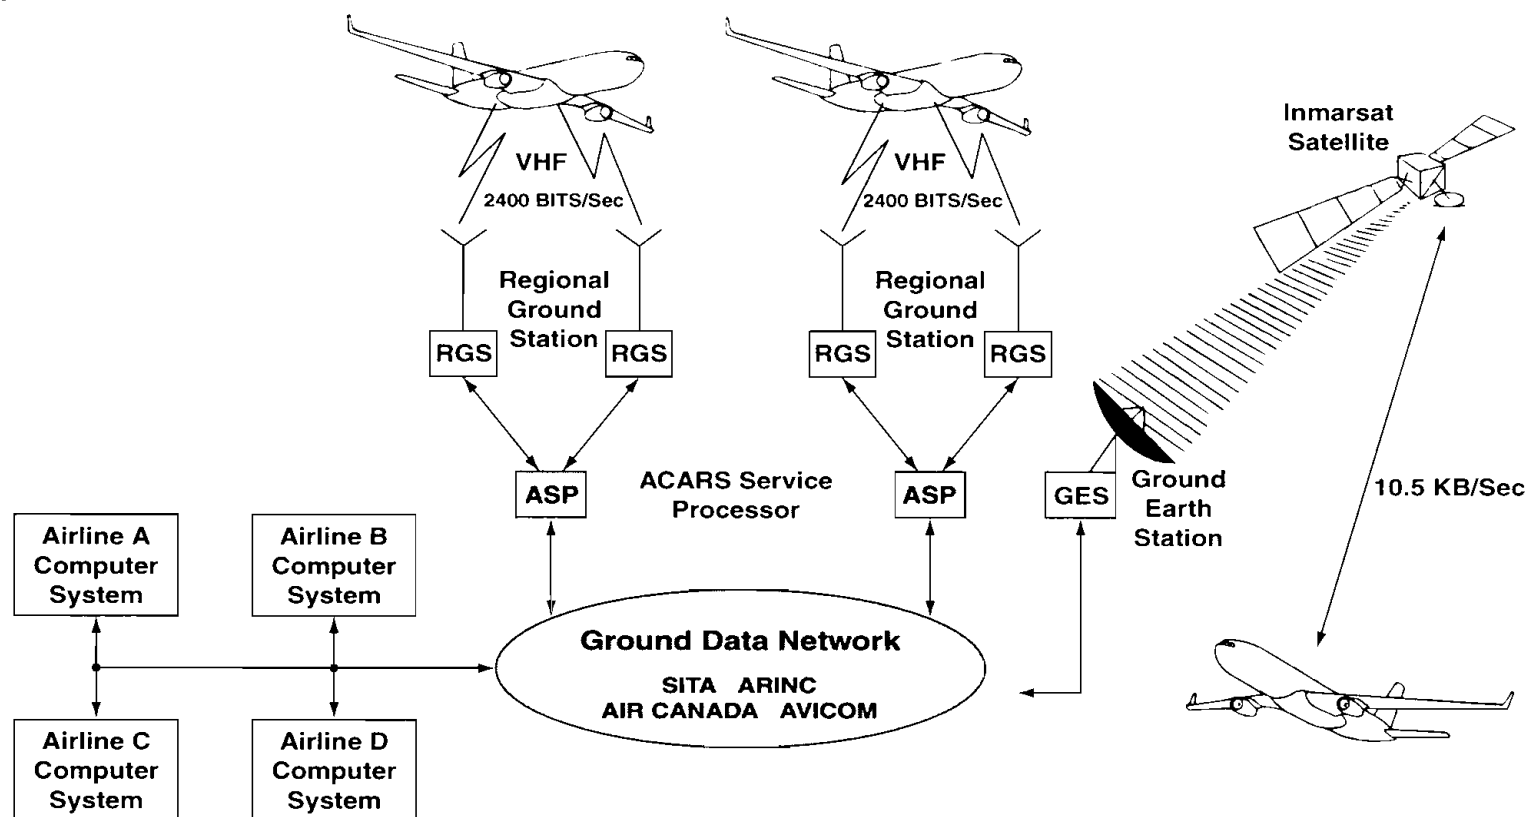 VHF
2400 BITS/Sec
VHF
2400 BITS/Sec
Inmarsat
Satellite
Regional
Ground
Station
RGS
RGS
Regional
Ground
Station
RGS
RGS
ASP
ACARS Service
Processor
ASP
GES
Ground
Earth
Station
10.5 KB/Sec
Airline A
Computer
System
Airline B
Computer
System
Ground Data Network
SITA ARINC
AIR CANADA AVICOM
Airline C
Computer
System
Airline D
Computer
System